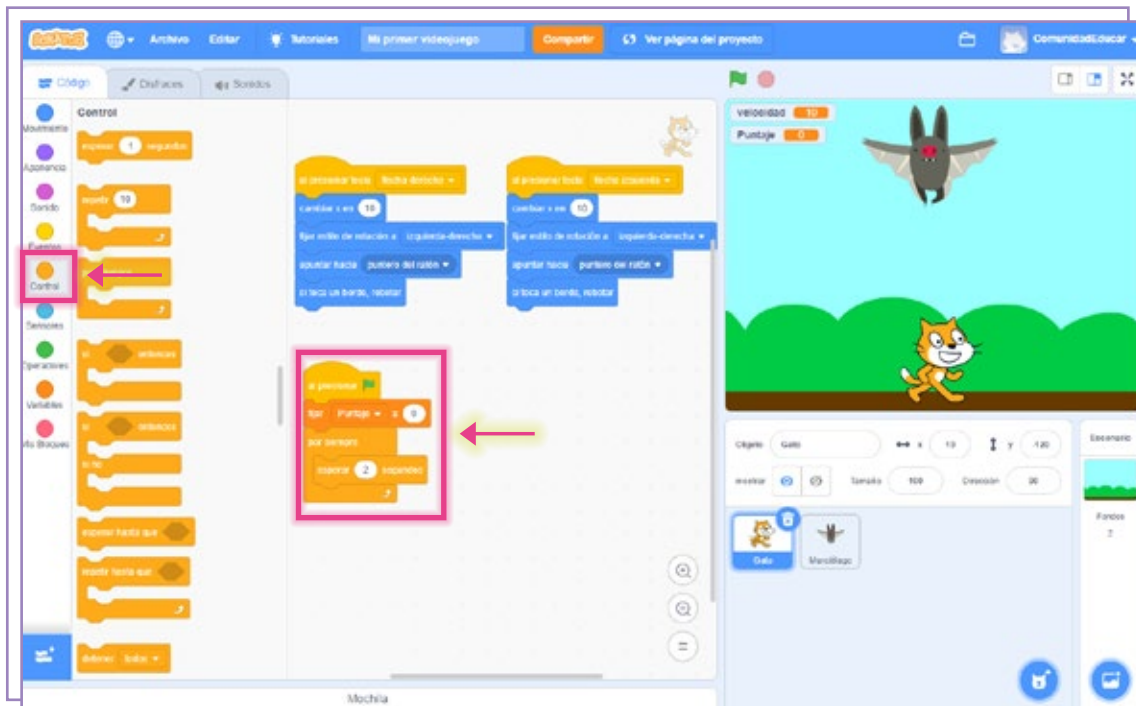 SCRATCH
Archivo
Editar
Tutoriales
Mi primer videojuego
Compartir
Ver página del proyecto
ComunidadEducar
Código
Disfraces
Sonidos
Movimiento
Apariencia
Sonido
Eventos
Control
Sensores
Operadores
Variables
Mis Bloques
Control
esperar 1 segundos
repetir 10
si entonces
si entonces
si no
esperar hasta que
repetir hasta que
detener todos
al presionar tecla flecha derecha
cambiar x en 10
fijar estilo de rotación a izquierda-derecha
apuntar hacia puntero del ratón
si toca un borde, rebotar
al presionar tecla flecha izquierda
cambiar x en 10
fijar estilo de rotación a izquierda-derecha
apuntar hacia puntero del ratón
si toca un borde, rebotar
al presionar
fijar Puntaje a 0
por siempre
esperar 2 segundos
Mochila
velocidad 10
Puntaje 0
Objeto Gato x 10 y -120
mostrar Tamaño 100 Dirección 90
Gato
Murciélago
Escenario
Fondos
2